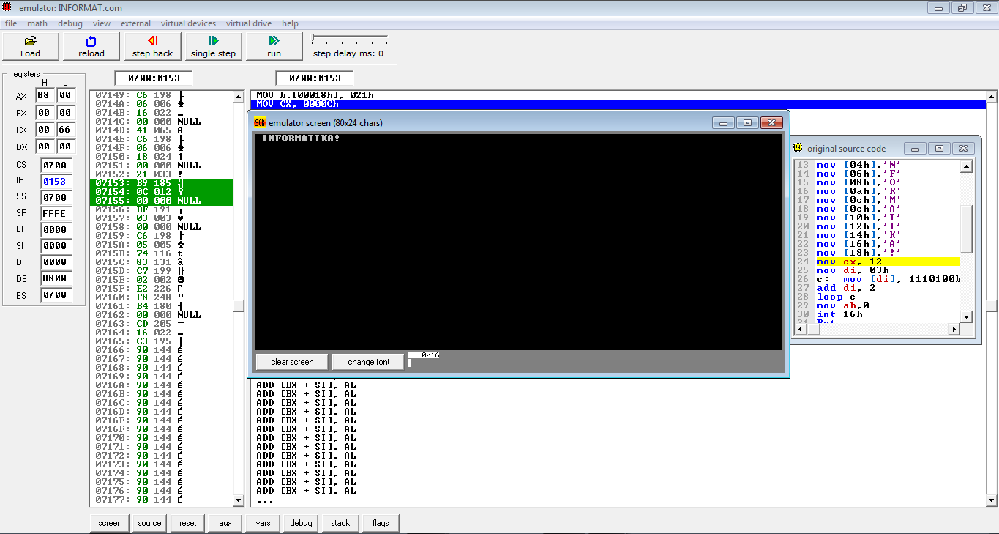 emulator: INFORMAT.com_
file math debug view external virtual devices virtual drive help
Load reload step back single step run step delay ms: 0
registers
H L
AX B8 00
BX 00 00
CX 00 66
DX 00 00
CS 0700
IP 0153
SS 0700
SP FFFE
BP 0000
SI 0000
DI 0000
DS B800
ES 0700
0700:0153
0700:0153
07149: C6 198 ╞
0714A: 06 006 ♠
0714B: 16 022 ▬
0714C: 00 000 NULL
0714D: 41 065 A
0714E: C6 198 ╞
0714F: 06 006 ♠
07150: 18 024 ↑
07151: 00 000 NULL
07152: 21 033 !
07153: B9 185 ╣
07154: 0C 012 ♀
07155: 00 000 NULL
07156: BF 191 ┐
07157: 03 003 ♥
07158: 00 000 NULL
07159: C6 198 ╞
0715A: 05 005 ♣
0715B: 74 116 t
0715C: 83 131 â
0715D: C7 199 ╟
0715E: 02 002 ☻
0715F: E2 226 Γ
07160: F8 248 °
07161: B4 180 ┤
07162: 00 000 NULL
07163: CD 205 =
07164: 16 022 ▬
07165: C3 195 ├
07166: 90 144 É
07167: 90 144 É
07168: 90 144 É
07169: 90 144 É
0716A: 90 144 É
0716B: 90 144 É
0716C: 90 144 É
0716D: 90 144 É
0716E: 90 144 É
0716F: 90 144 É
07170: 90 144 É
07171: 90 144 É
07172: 90 144 É
07173: 90 144 É
07174: 90 144 É
07175: 90 144 É
07176: 90 144 É
07177: 90 144 É
MOV b.[00018h], 021h
MOV CX, 0000Ch
emulator screen (80x24 chars)
INFORMATIKA!
clear screen change font 0/16
ADD [BX + SI], AL
ADD [BX + SI], AL
ADD [BX + SI], AL
ADD [BX + SI], AL
ADD [BX + SI], AL
ADD [BX + SI], AL
ADD [BX + SI], AL
ADD [BX + SI], AL
ADD [BX + SI], AL
ADD [BX + SI], AL
ADD [BX + SI], AL
ADD [BX + SI], AL
ADD [BX + SI], AL
...
original source code
13 mov [04h],'N'
14 mov [06h],'F'
15 mov [08h],'O'
16 mov [0ah],'R'
17 mov [0ch],'M'
18 mov [0eh],'A'
19 mov [10h],'T'
20 mov [12h],'I'
21 mov [14h],'K'
22 mov [16h],'A'
23 mov [18h],'!'
24 mov cx, 12
25 mov di, 03h
26 c: mov [di], 1110100b
27 add di, 2
28 loop c
29 mov ah,0
30 int 16h
31 Ret
screen source reset aux vars debug stack flags